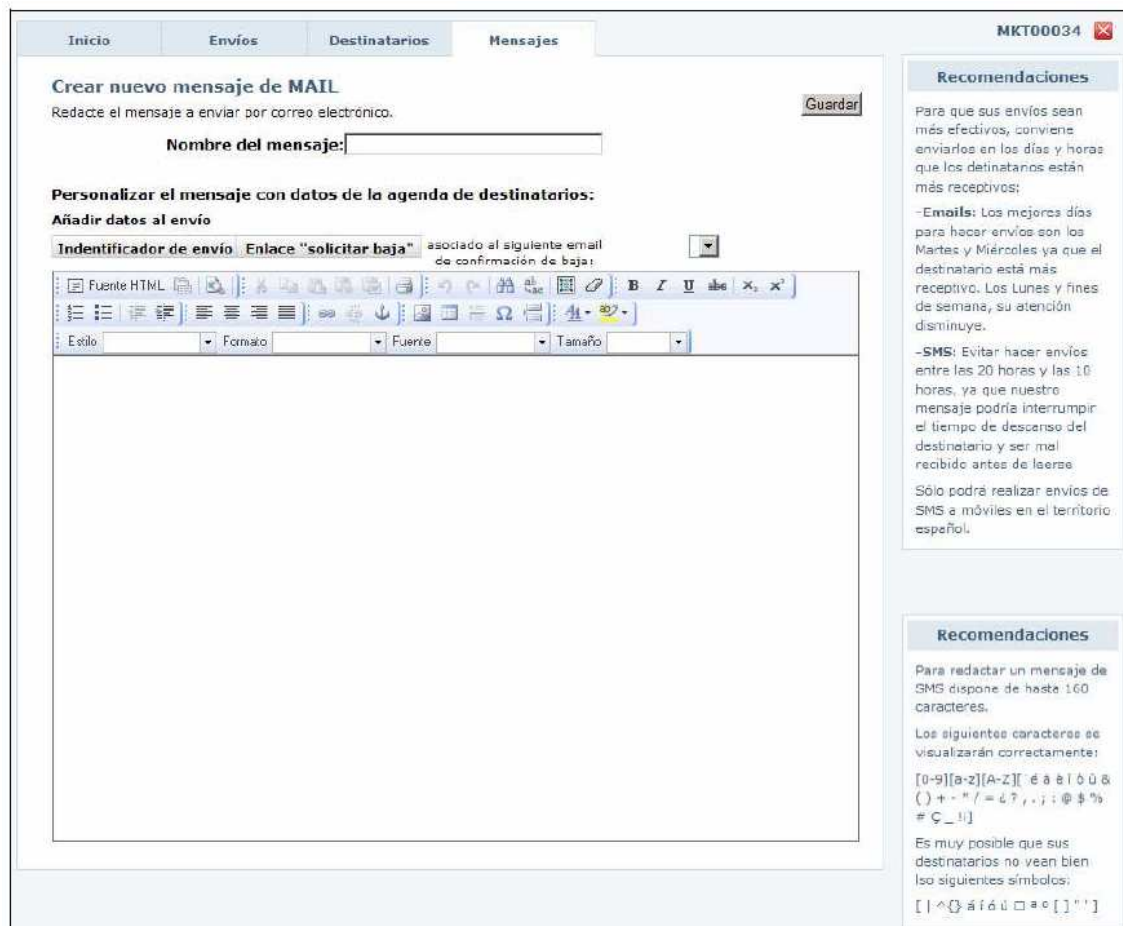 Inicio
Envíos
Destinatarios
Mensajes
MKT00034
Crear nuevo mensaje de MAIL
Redacte el mensaje a enviar por correo electrónico.
Guardar
Nombre del mensaje:
Personalizar el mensaje con datos de la agenda de destinatarios:
Añadir datos al envío
Indentificador de envío
Enlace "solicitar baja"
asociado al siguiente email
de confirmación de baja:
Fuente HTML
B I U abc X₂ X²
Estilo
Formato
Fuente
Tamaño
Recomendaciones
Para que sus envíos sean
más efectivos, conviene
enviarlos en los días y horas
que los detinatarios están
más receptivos:
-Emails: Los mejores días
para hacer envíos son los
Martes y Miércoles ya que el
destinatario está más
receptivo. Los Lunes y fines
de semana, su atención
disminuye.
-SMS: Evitar hacer envíos
entre las 20 horas y las 10
horas, ya que nuestro
mensaje podría interrumpir
el tiempo de descanso del
destinatario y ser mal
recibido antes de leerse
Sólo podrá realizar envíos de
SMS a móviles en el territorio
español.
Recomendaciones
Para redactar un mensaje de
SMS dispone de hasta 160
caracteres.
Los siguientes caracteres se
visualizarán correctamente:
[0-9][a-z][A-Z][
( ) + - " / = ¿ ? , . ; : @ $ %
# Ç _ !¡]
Es muy posible que sus
destinatarios no vean bien
lso siguientes símbolos: